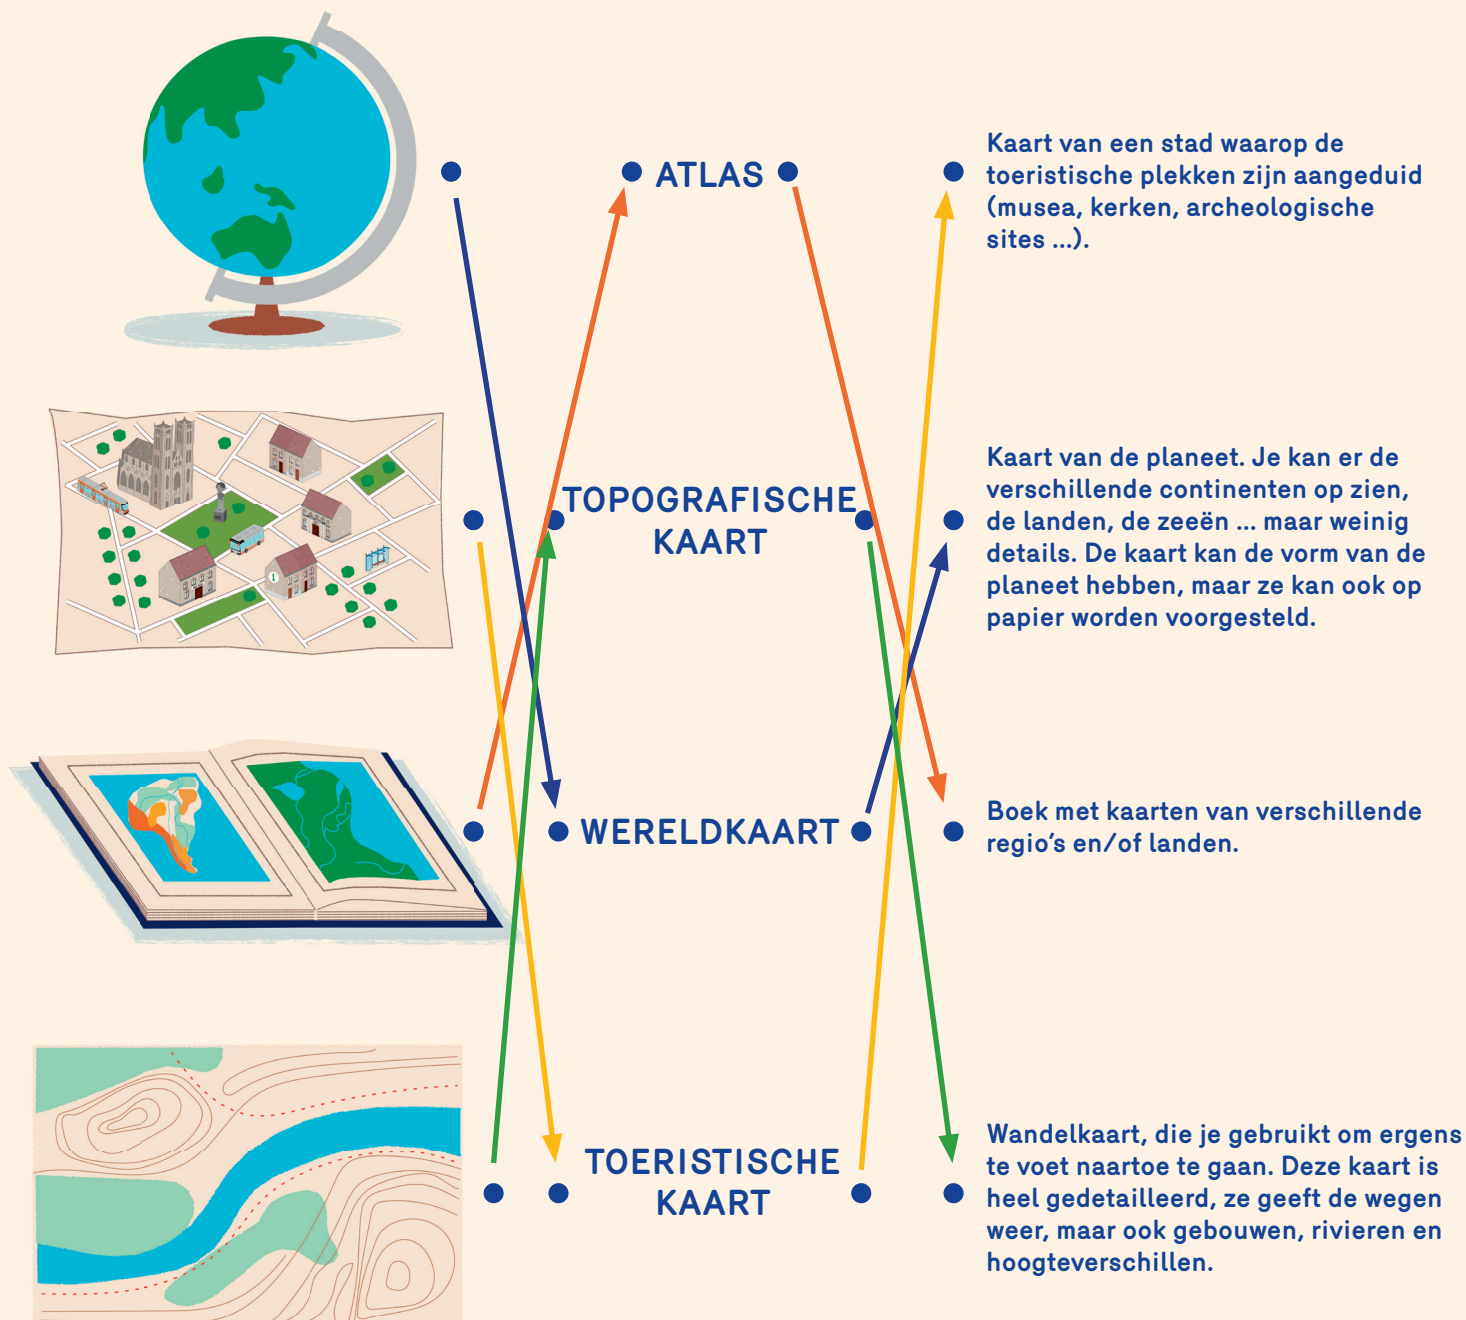 ATLAS
Kaart van een stad waarop de
toeristische plekken zijn aangeduid
(musea, kerken, archeologische
sites ...).
TOPOGRAFISCHE
KAART
Kaart van de planeet. Je kan er de
verschillende continenten op zien,
de landen, de zeeën ... maar weinig
details. De kaart kan de vorm van de
planeet hebben, maar ze kan ook op
papier worden voorgesteld.
1
WERELDKAART
Boek met kaarten van verschillende
regio's en/of landen.
TOERISTISCHE
KAART
Wandelkaart, die je gebruikt om ergens
te voet naartoe te gaan. Deze kaart is
heel gedetailleerd, ze geeft de wegen
weer, maar ook gebouwen, rivieren en
hoogteverschillen.